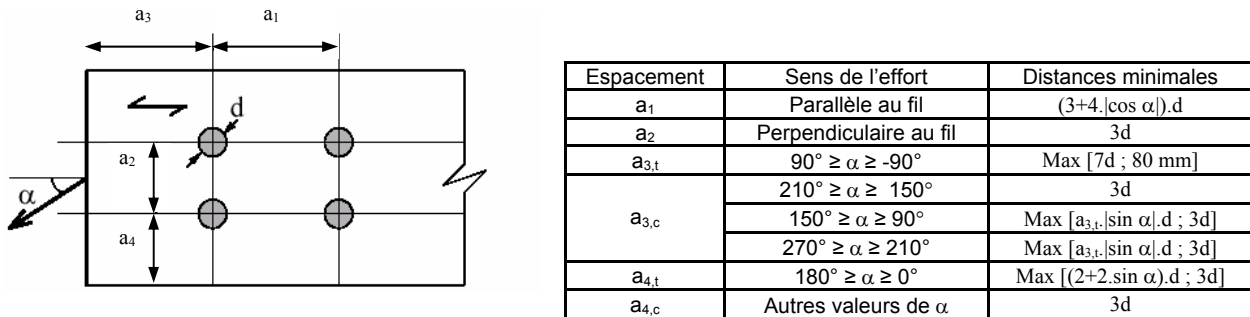 a3 a1
d
a2
α
a4
Espacement Sens de l'effort Distances minimales
a1 Parallèle au fil (3+4.|cos α|).d
a2 Perpendiculaire au fil 3d
a3,t 90° ≥ α ≥ -90° Max [7d ; 80 mm]
a3,c 210° ≥ α ≥ 150° 3d
150° ≥ α ≥ 90° Max [a3,t.|sin α|.d ; 3d]
270° ≥ α ≥ 210° Max [a3,t.|sin α|.d ; 3d]
a4,t 180° ≥ α ≥ 0° Max [(2+2.sin α).d ; 3d]
a4,c Autres valeurs de α 3d